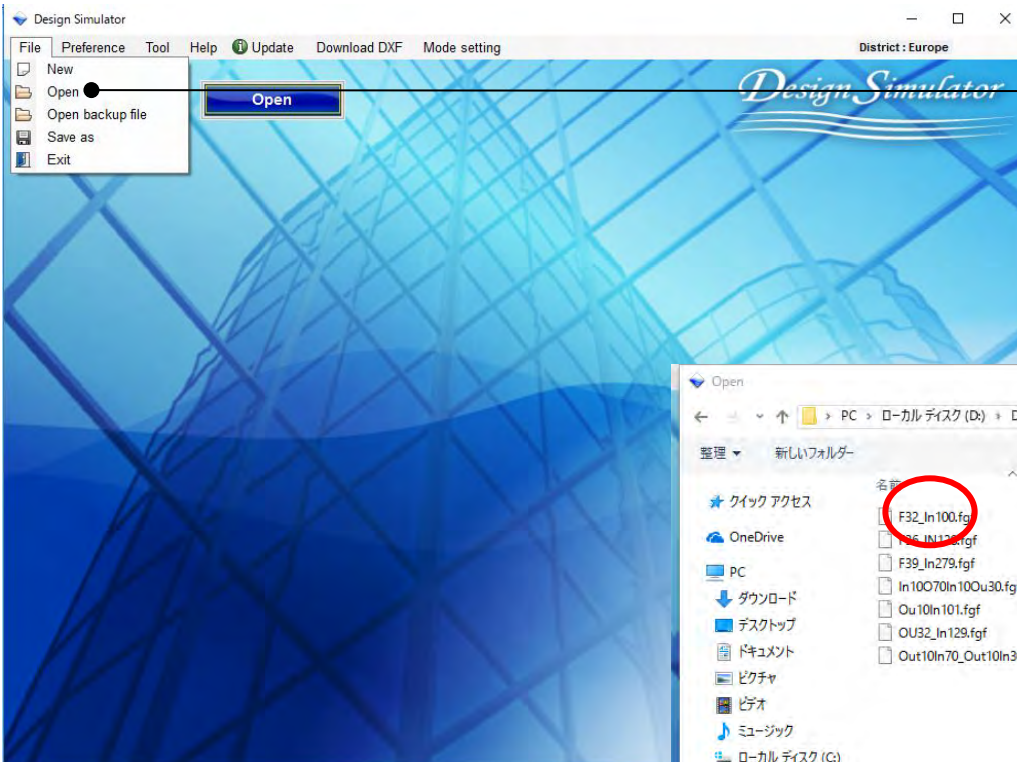 Design Simulator
File Preference Tool Help Update Download DXF Mode setting District : Europe
New
Open
Open backup file
Save as
Exit
Open
Design Simulator
Open
PC › ローカル ディスク (D:) ›
整理 新しいフォルダー
名前
クイック アクセス
OneDrive
PC
ダウンロード
デスクトップ
ドキュメント
ピクチャ
ビデオ
ミュージック
ローカル ディスク (C:)
F32_In100.fgf
F39_In279.fgf
In10O70In10Ou30.fg
Ou10In101.fgf
OU32_In129.fgf
Out10In70_Out10In3